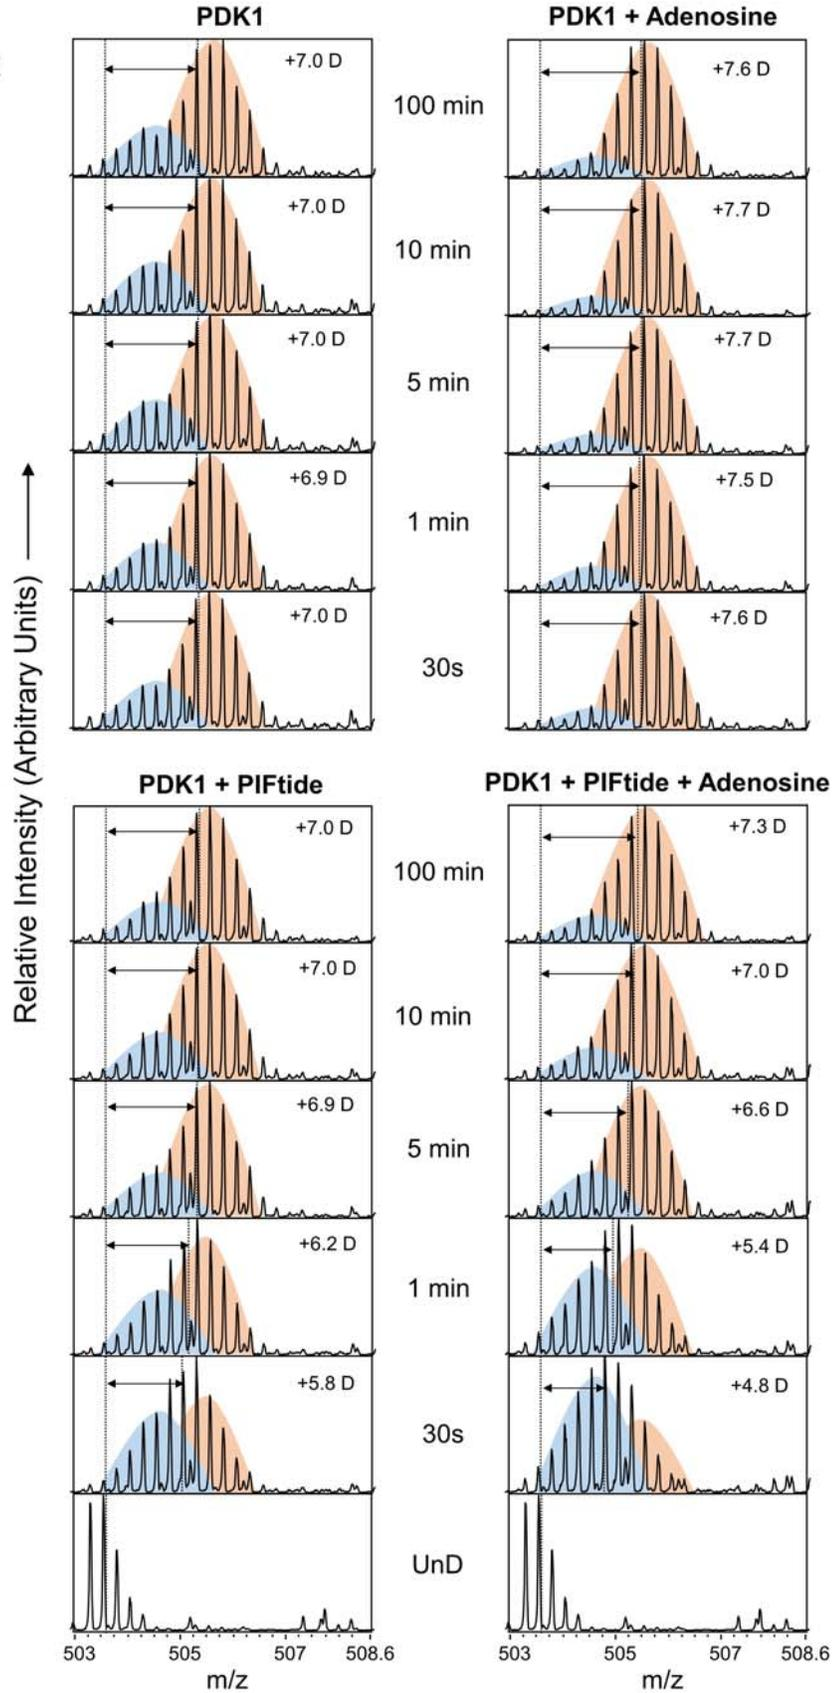 PDK1 PDK1 + Adenosine
+7.0 D 100 min +7.6 D
+7.0 D 10 min +7.7 D
+7.0 D 5 min +7.7 D
+6.9 D 1 min +7.5 D
+7.0 D 30s +7.6 D
Relative Intensity (Arbitrary Units)
PDK1 + PIFtide PDK1 + PIFtide + Adenosine
+7.0 D 100 min +7.3 D
+7.0 D 10 min +7.0 D
+6.9 D 5 min +6.6 D
+6.2 D 1 min +5.4 D
+5.8 D 30s +4.8 D
UnD
503 505 507 508.6 503 505 507 508.6
m/z m/z